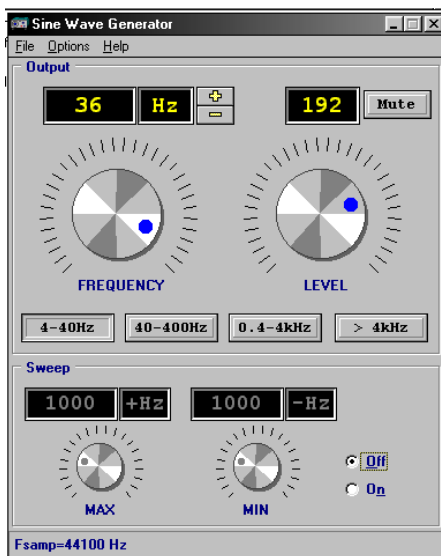 Sine Wave Generator
File Options Help
Output
36 Hz + − 192 Mute
FREQUENCY LEVEL
4-40Hz 40-400Hz 0.4-4kHz > 4kHz
Sweep
1000 +Hz 1000 -Hz
Off
On
MAX MIN
Fsamp=44100 Hz